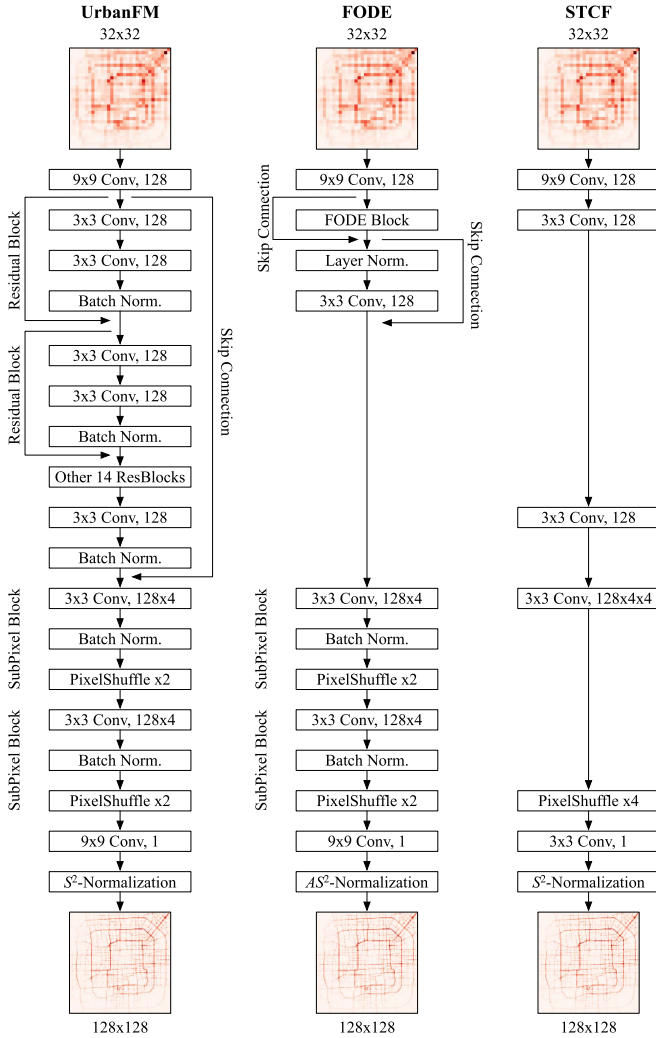 UrbanFM
32x32
9x9 Conv, 128
3x3 Conv, 128
3x3 Conv, 128
Batch Norm.
Residual Block
3x3 Conv, 128
3x3 Conv, 128
Batch Norm.
Residual Block
Other 14 ResBlocks
3x3 Conv, 128
Batch Norm.
Skip Connection
3x3 Conv, 128x4
Batch Norm.
PixelShuffle x2
SubPixel Block
3x3 Conv, 128x4
Batch Norm.
PixelShuffle x2
SubPixel Block
9x9 Conv, 1
S²-Normalization
128x128
FODE
32x32
9x9 Conv, 128
FODE Block
Skip Connection
Layer Norm.
3x3 Conv, 128
Skip Connection
3x3 Conv, 128x4
Batch Norm.
PixelShuffle x2
SubPixel Block
3x3 Conv, 128x4
Batch Norm.
PixelShuffle x2
SubPixel Block
9x9 Conv, 1
AS²-Normalization
128x128
STCF
32x32
9x9 Conv, 128
3x3 Conv, 128
3x3 Conv, 128
3x3 Conv, 128x4x4
PixelShuffle x4
3x3 Conv, 1
S²-Normalization
128x128